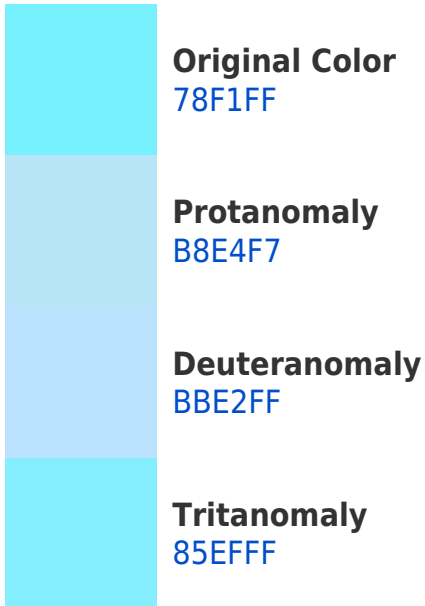 Original Color
78F1FF
Protanomaly
B8E4F7
Deuteranomaly
BBE2FF
Tritanomaly
85EFFF